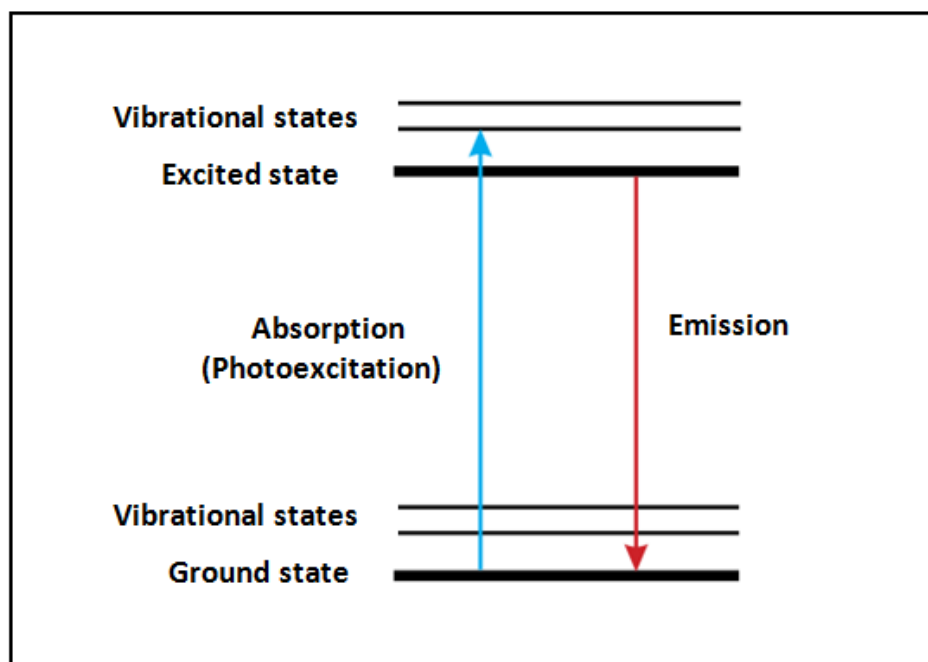 Vibrational states
Excited state
Absorption
(Photoexcitation)
Emission
Vibrational states
Ground state